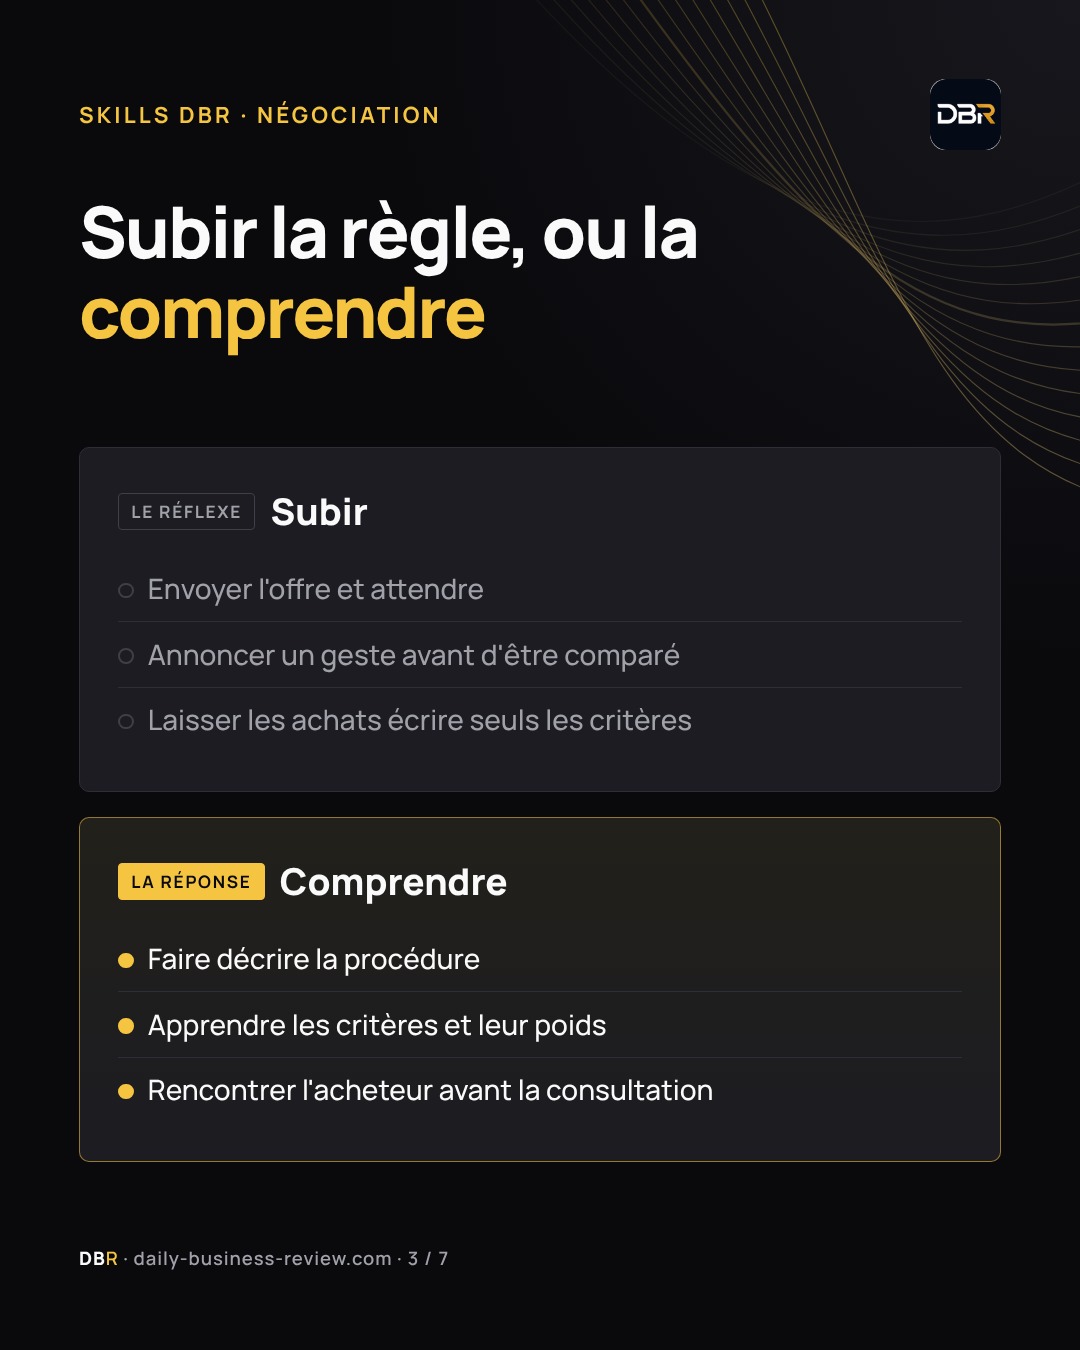 SKILLS DBR · NÉGOCIATION
DBR
Subir la règle, ou la
comprendre
LE RÉFLEXE Subir
Envoyer l'offre et attendre
Annoncer un geste avant d'être comparé
Laisser les achats écrire seuls les critères
LA RÉPONSE Comprendre
Faire décrire la procédure
Apprendre les critères et leur poids
Rencontrer l'acheteur avant la consultation
DBR · daily-business-review.com · 3 / 7